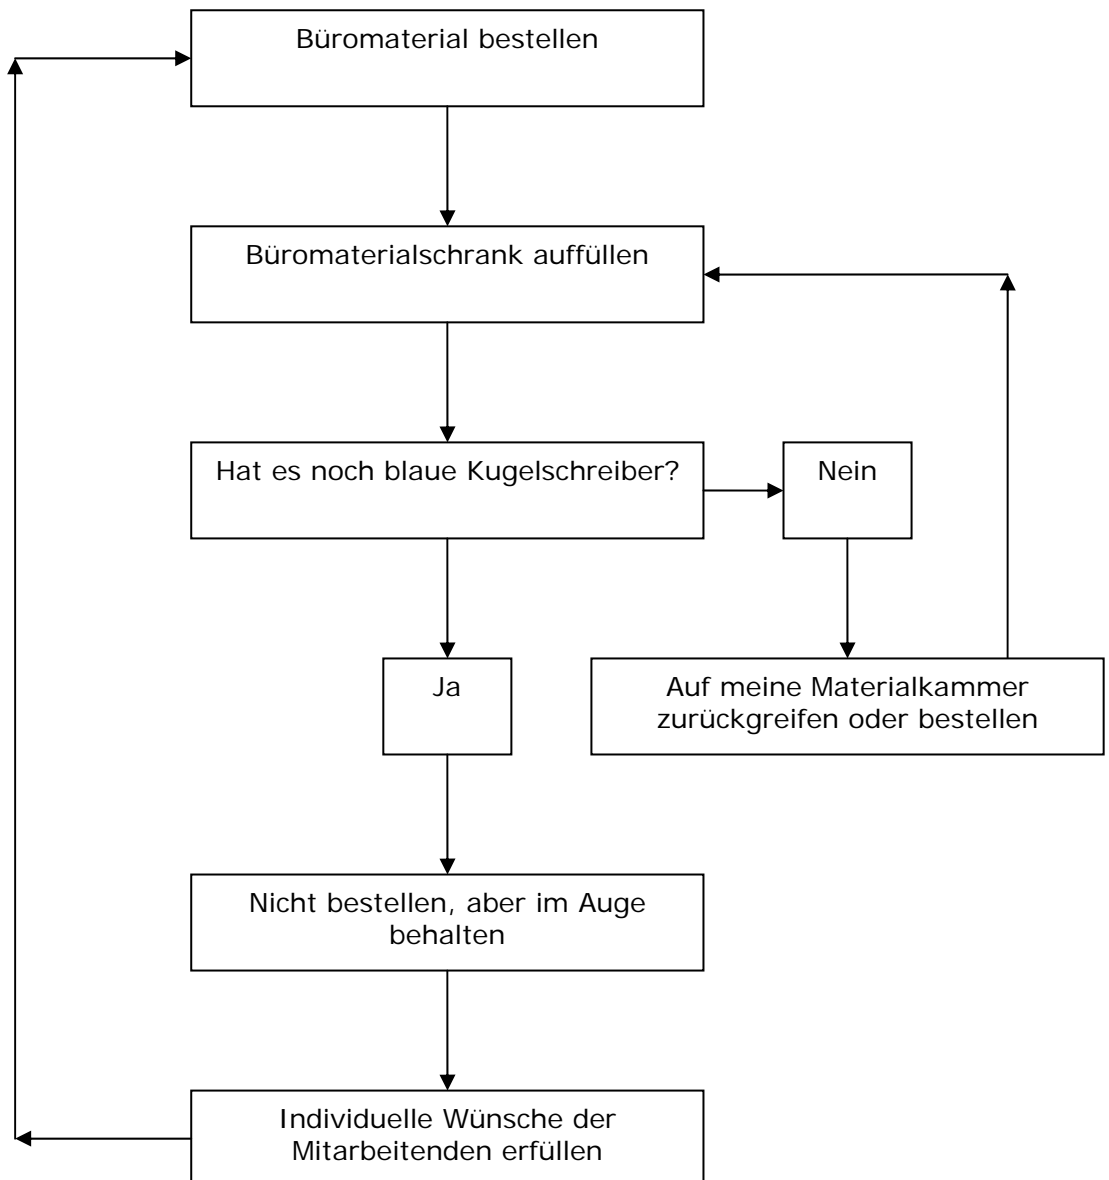 Büromaterial bestellen
Büromaterialschrank auffüllen
Hat es noch blaue Kugelschreiber?
Nein
Ja
Auf meine Materialkammer
zurückgreifen oder bestellen
Nicht bestellen, aber im Auge
behalten
Individuelle Wünsche der
Mitarbeitenden erfüllen